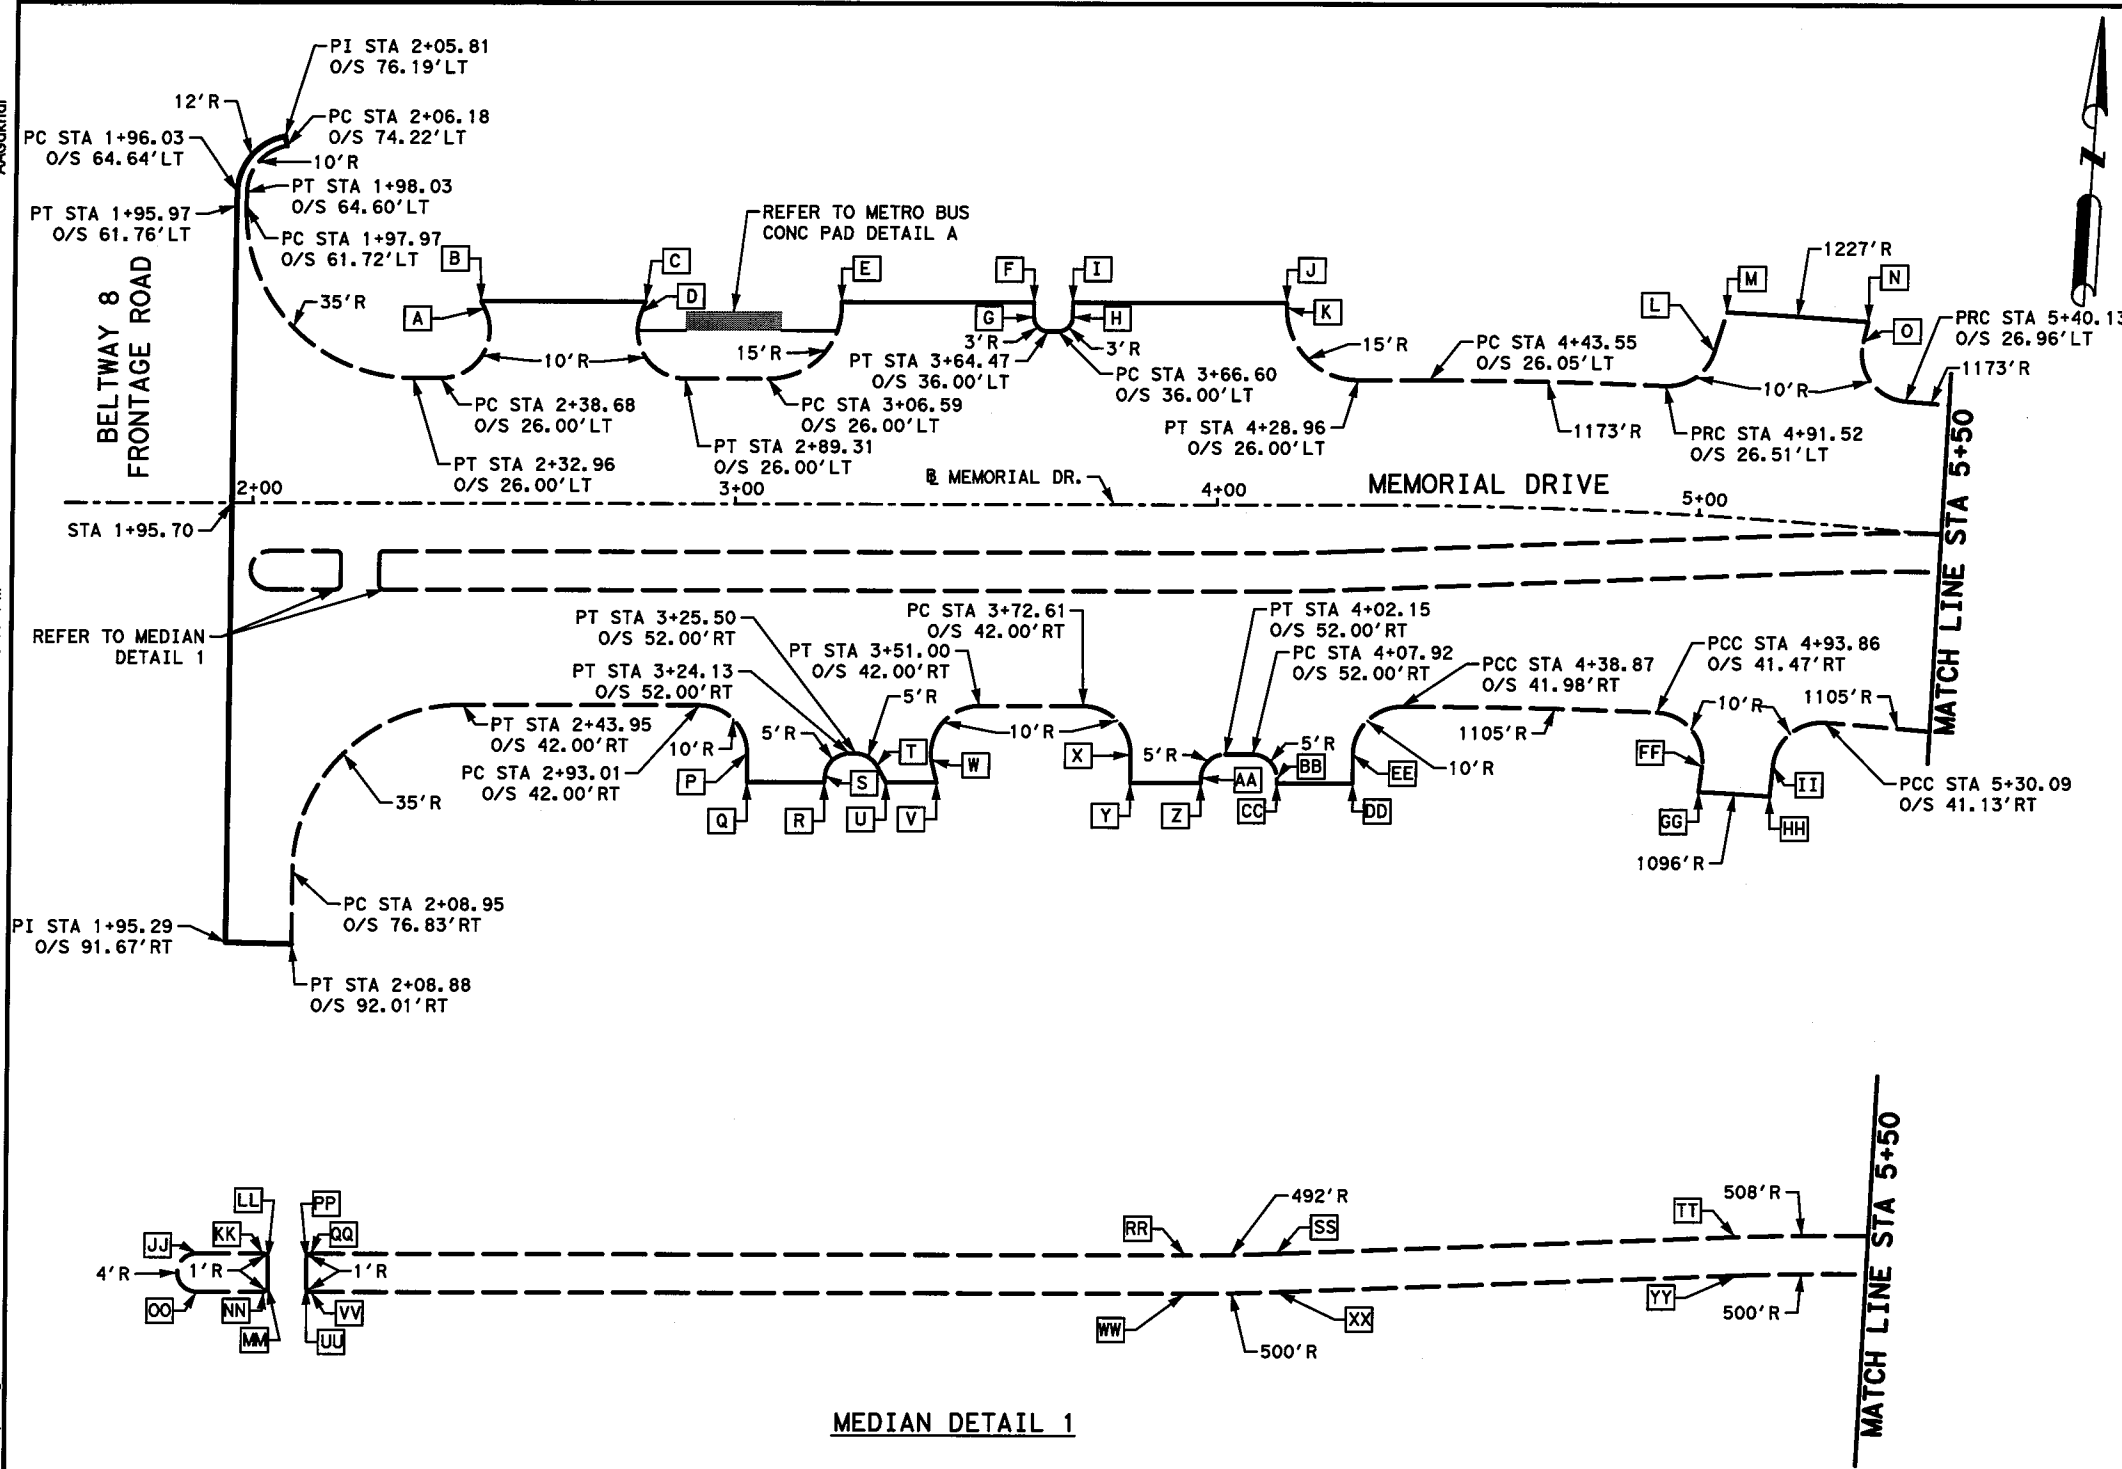 PI STA 2+05.81
O/S 76.19'LT
12'R
PC STA 2+06.18
O/S 74.22'LT
PC STA 1+96.03
O/S 64.64'LT
10'R
PT STA 1+98.03
O/S 64.60'LT
PT STA 1+95.97
O/S 61.76'LT
PC STA 1+97.97
O/S 61.72'LT
REFER TO METRO BUS
CONC PAD DETAIL A
BELTWAY 8
FRONTAGE ROAD
35'R
A
B
C
D
E
F
G
H
I
J
K
L
M
N
O
1227'R
10'R
15'R
3'R
3'R
15'R
10'R
PT STA 3+64.47
O/S 36.00'LT
PC STA 3+66.60
O/S 36.00'LT
PC STA 4+43.55
O/S 26.05'LT
PRC STA 5+40.13
O/S 26.96'LT
1173'R
PC STA 2+38.68
O/S 26.00'LT
PC STA 3+06.59
O/S 26.00'LT
PT STA 4+28.96
O/S 26.00'LT
1173'R
PRC STA 4+91.52
O/S 26.51'LT
PT STA 2+32.96
O/S 26.00'LT
PT STA 2+89.31
O/S 26.00'LT
2+00
3+00
4+00
5+00
MEMORIAL DR.
MEMORIAL DRIVE
MATCH LINE STA 5+50
Z
STA 1+95.70
REFER TO MEDIAN
DETAIL 1
PT STA 3+25.50
O/S 52.00'RT
PC STA 3+72.61
O/S 42.00'RT
PT STA 4+02.15
O/S 52.00'RT
PT STA 3+51.00
O/S 42.00'RT
PC STA 4+07.92
O/S 52.00'RT
PCC STA 4+38.87
O/S 41.98'RT
PCC STA 4+93.86
O/S 41.47'RT
PT STA 3+24.13
O/S 52.00'RT
5'R
5'R
PT STA 2+43.95
O/S 42.00'RT
10'R
10'R
5'R
5'R
10'R
1105'R
10'R
1105'R
PC STA 2+93.01
O/S 42.00'RT
P
Q
R
S
T
U
V
W
X
Y
Z
AA
BB
CC
DD
EE
FF
GG
HH
II
PCC STA 5+30.09
O/S 41.13'RT
35'R
1096'R
PC STA 2+08.95
O/S 76.83'RT
PI STA 1+95.29
O/S 91.67'RT
PT STA 2+08.88
O/S 92.01'RT
LL
PP
JJ
KK
QQ
4'R
1'R
1'R
OO
NN
VV
MM
UU
RR
492'R
SS
TT
508'R
WW
XX
500'R
YY
500'R
MATCH LINE STA 5+50
MEDIAN DETAIL 1